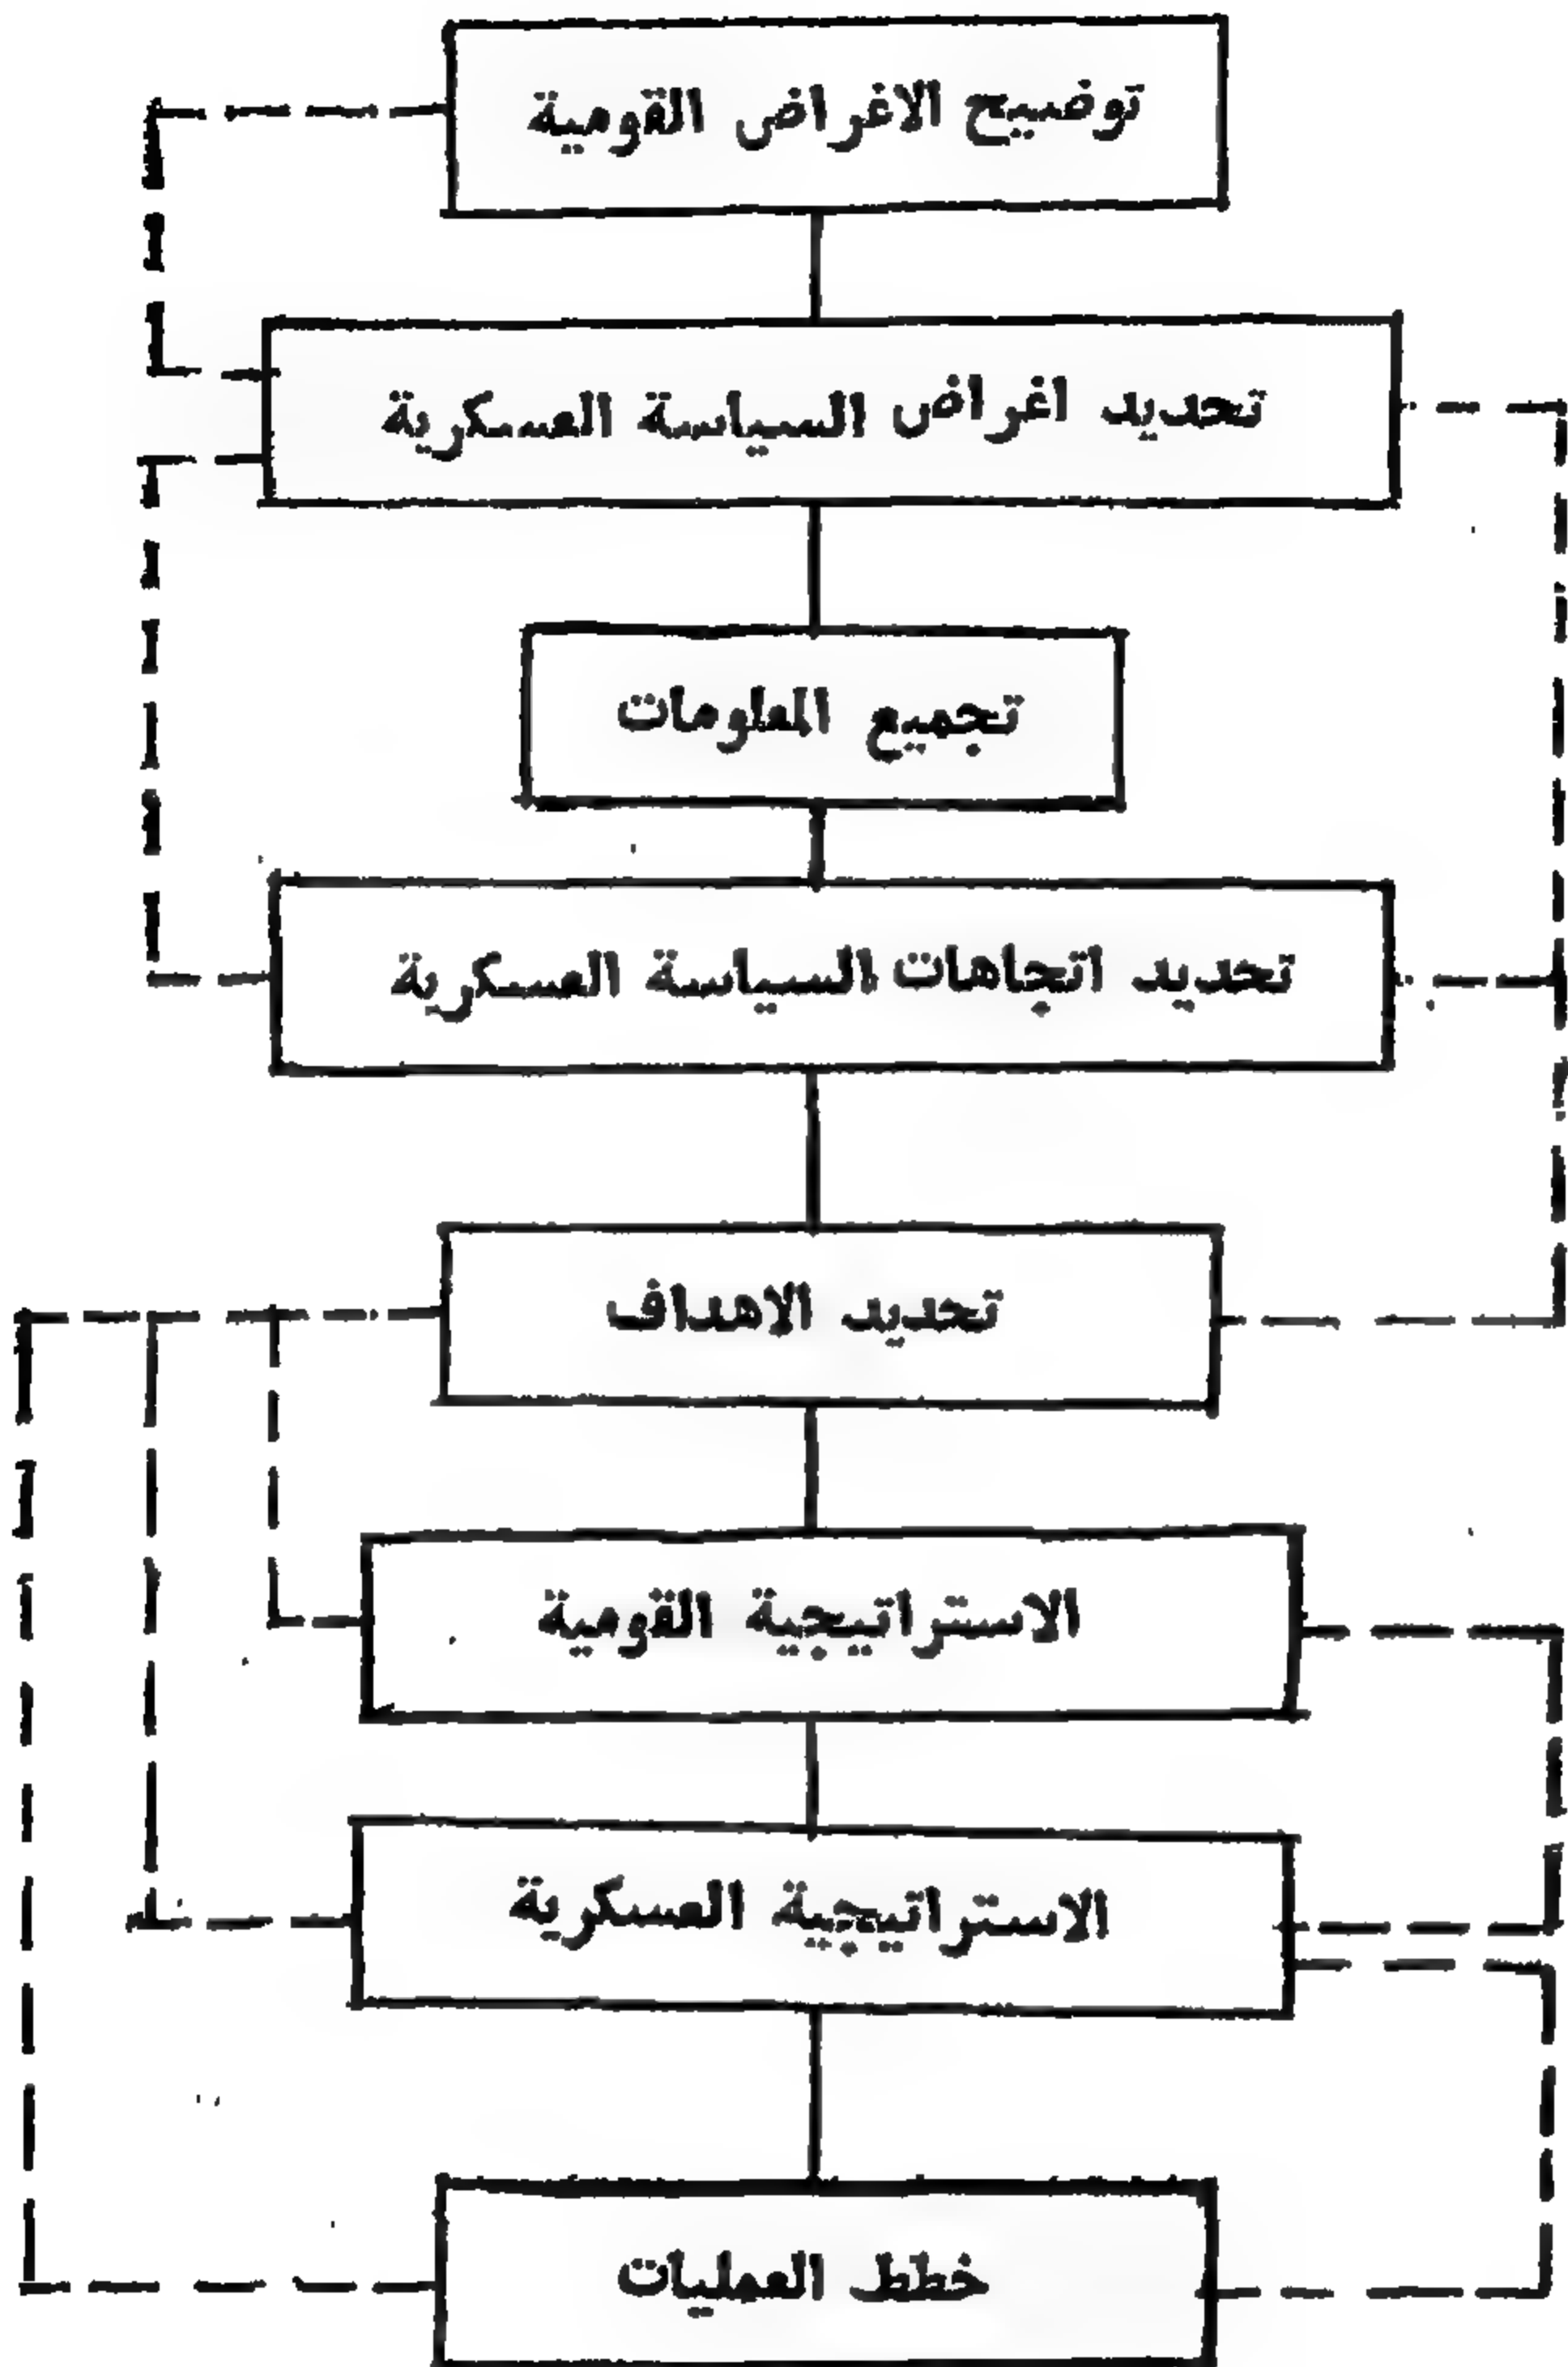 توضيح الاغراض القومية
تحديد اغراض السياسة العسكرية
تجميع المعلومات
تحديد اتجاهات السياسة العسكرية
تحديد الاهداف
الاستراتيجية القومية
الاستراتيجية العسكرية
خطط العمليات